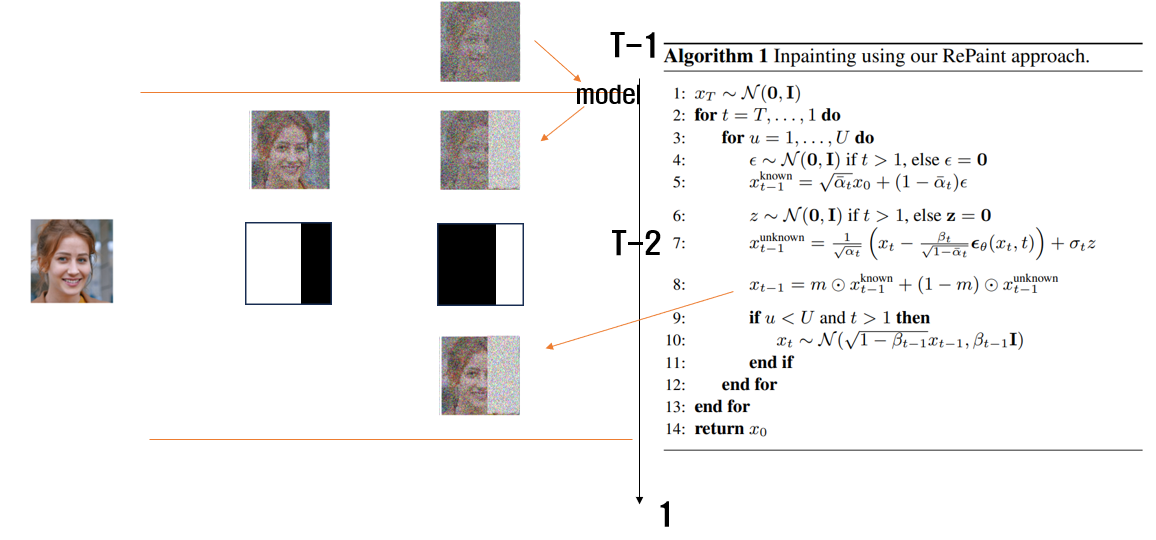 T-1
model
T-2
1
Algorithm 1 Inpainting using our RePaint approach.
1: x_T ∼ 𝒩(0, I)
2: for t = T, . . . , 1 do
3: for u = 1, . . . , U do
4: ϵ ∼ 𝒩(0, I) if t > 1, else ϵ = 0
5: x_{t−1}^{known} = √ᾱ_t x_0 + (1 − ᾱ_t)ϵ
6: z ∼ 𝒩(0, I) if t > 1, else z = 0
7: x_{t−1}^{unknown} = 1/√α_t (x_t − β_t/√(1−ᾱ_t) ϵ_θ(x_t, t)) + σ_t z
8: x_{t−1} = m ⊙ x_{t−1}^{known} + (1 − m) ⊙ x_{t−1}^{unknown}
9: if u < U and t > 1 then
10: x_t ∼ 𝒩(√(1 − β_{t−1}) x_{t−1}, β_{t−1}I)
11: end if
12: end for
13: end for
14: return x_0